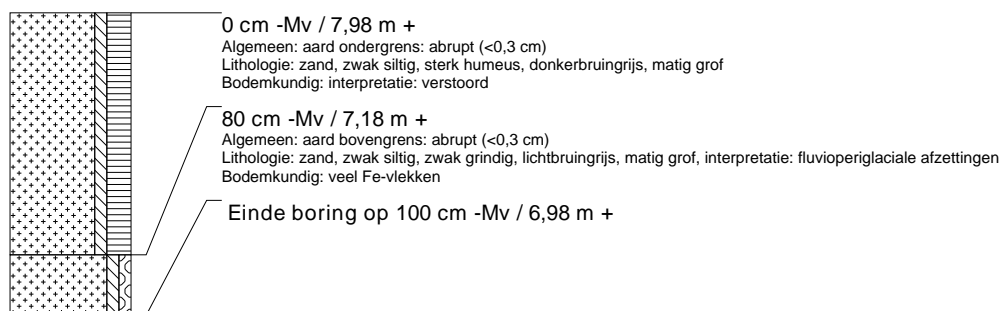 0 cm -Mv / 7,98 m +
Algemeen: aard ondergrens: abrupt (<0,3 cm)
Lithologie: zand, zwak siltig, sterk humeus, donkerbruingrijs, matig grof
Bodemkundig: interpretatie: verstoord
80 cm -Mv / 7,18 m +
Algemeen: aard bovengrens: abrupt (<0,3 cm)
Lithologie: zand, zwak siltig, zwak grindig, lichtbruingrijs, matig grof, interpretatie: fluvioperiglaciale afzettingen
Bodemkundig: veel Fe-vlekken
Einde boring op 100 cm -Mv / 6,98 m +